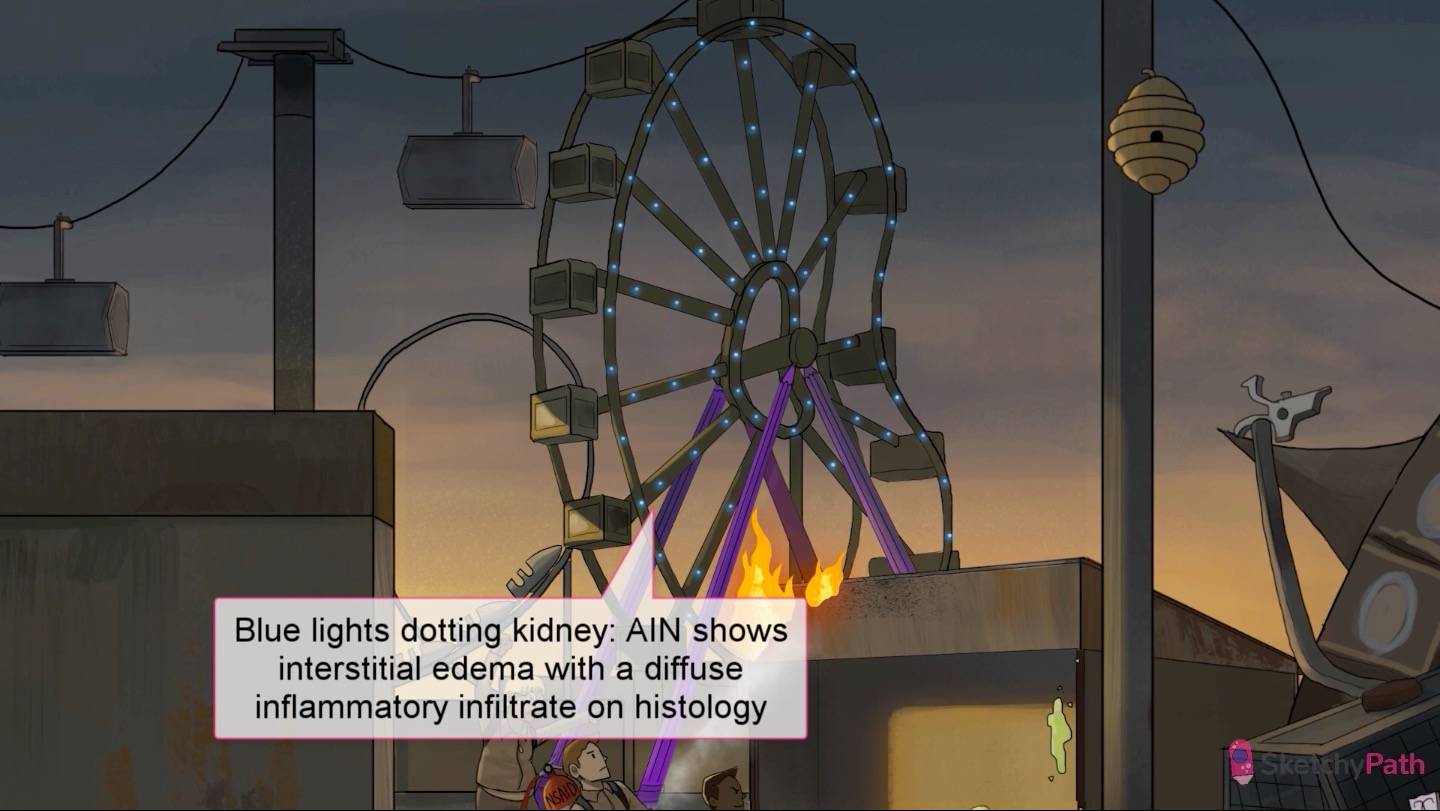 Blue lights dotting kidney: AIN shows
interstitial edema with a diffuse
inflammatory infiltrate on histology
NSAID
SketchyPath